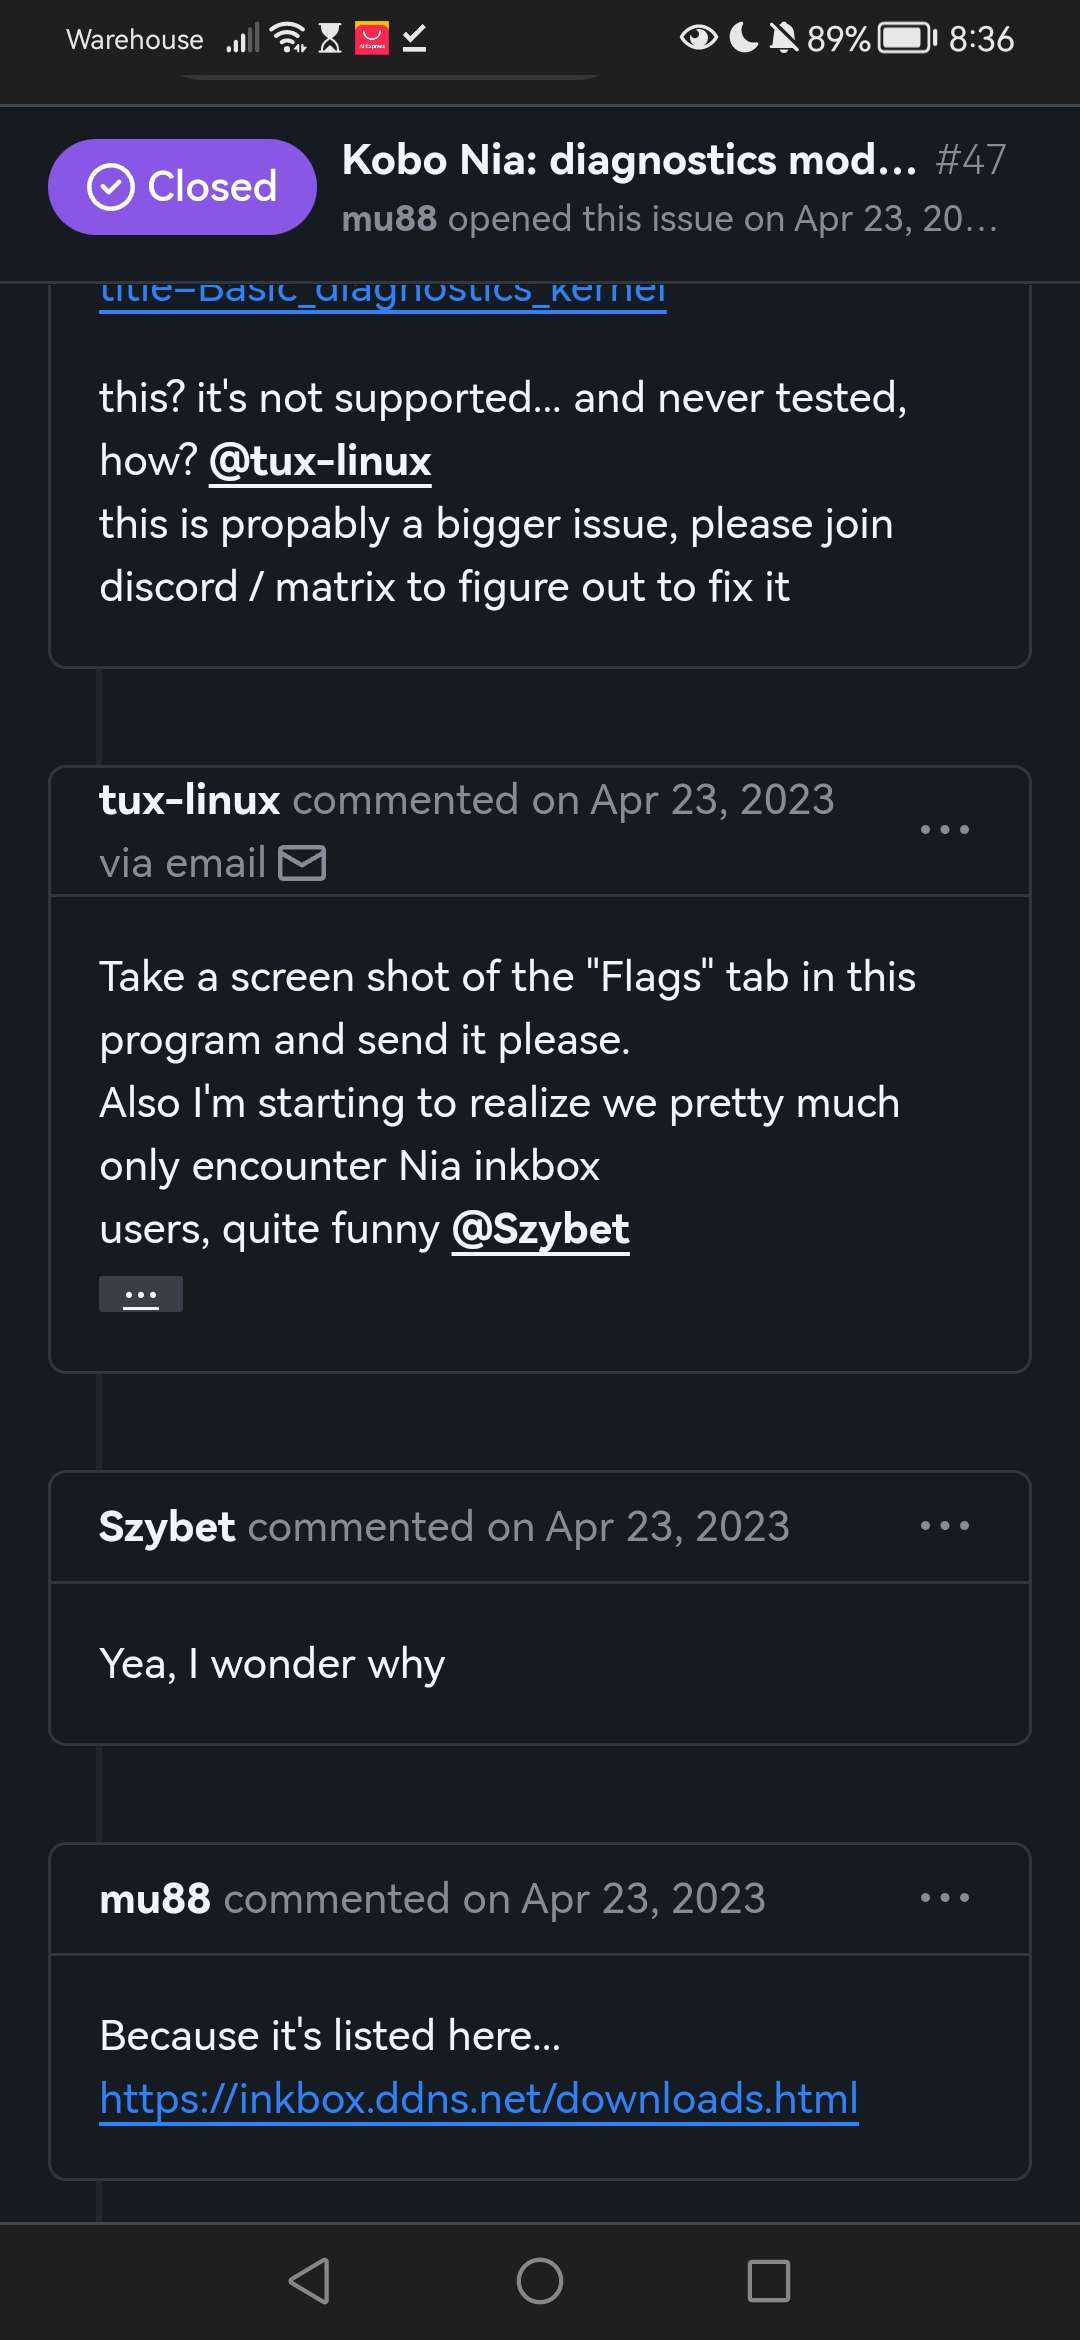 Warehouse 89% 8:36
Closed
Kobo Nia: diagnostics mod... #47
mu88 opened this issue on Apr 23, 20...
title=Basic_diagnostics_kernel
this? it's not supported... and never tested,
how? @tux-linux
this is propably a bigger issue, please join
discord / matrix to figure out to fix it
tux-linux commented on Apr 23, 2023
via email
...
Take a screen shot of the "Flags" tab in this
program and send it please.
Also I'm starting to realize we pretty much
only encounter Nia inkbox
users, quite funny @Szybet
...
Szybet commented on Apr 23, 2023 ...
Yea, I wonder why
mu88 commented on Apr 23, 2023 ...
Because it's listed here...
https://inkbox.ddns.net/downloads.html